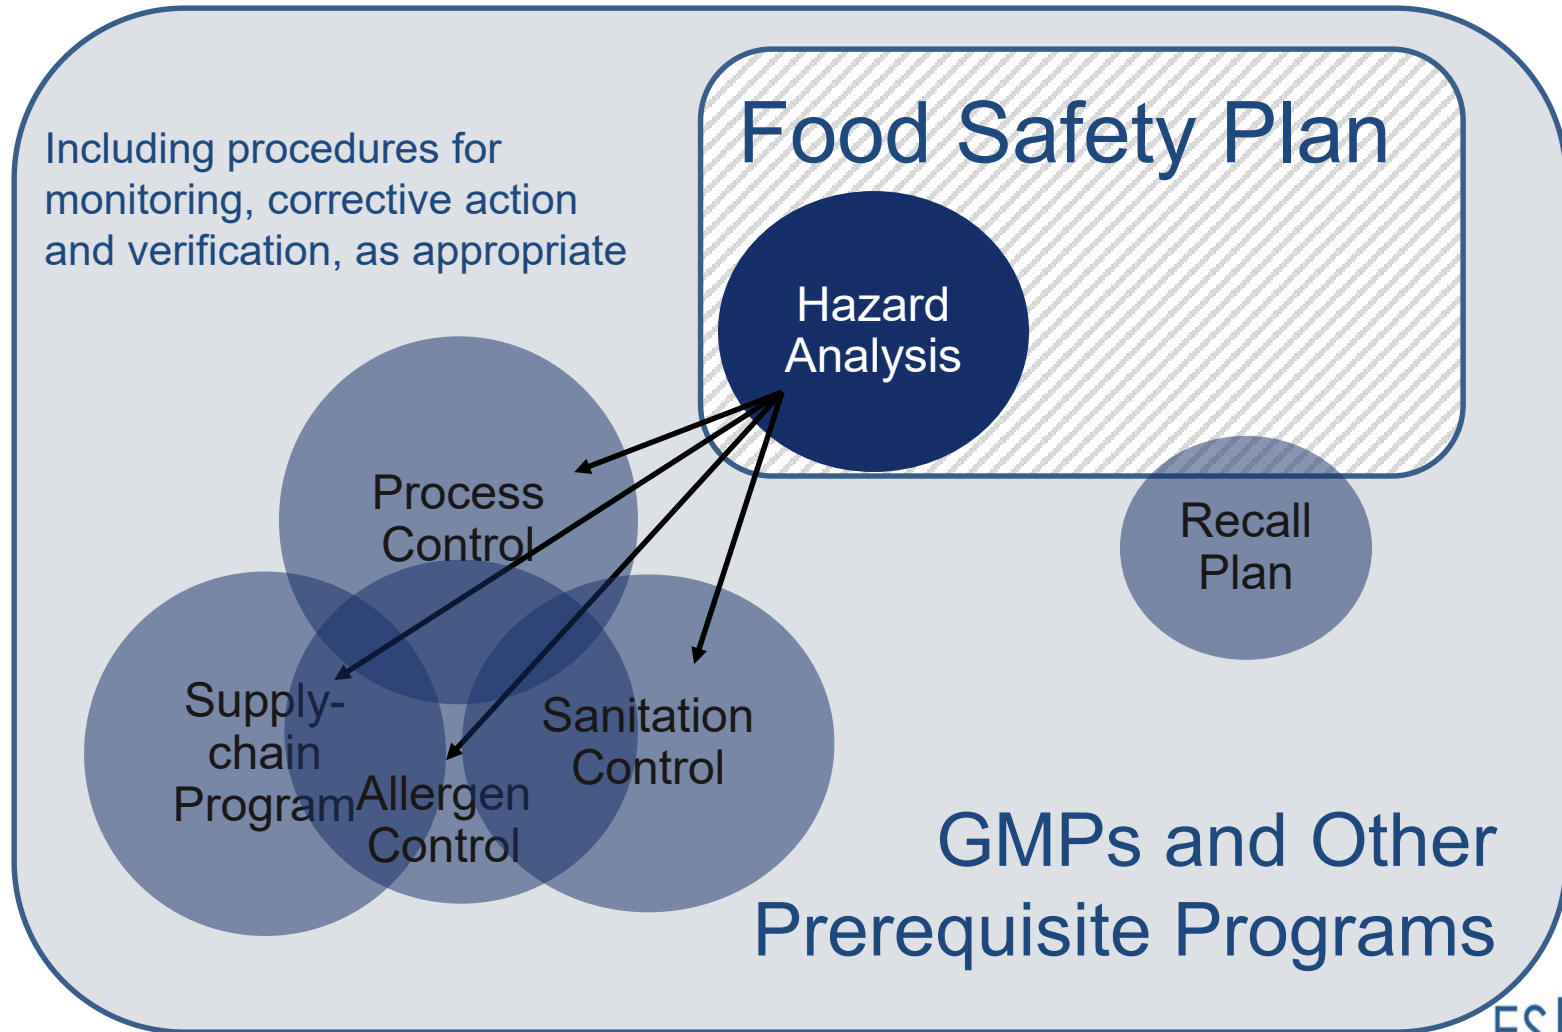 Food Safety Plan
Including procedures for
monitoring, corrective action
and verification, as appropriate
Hazard
Analysis
Process
Control
Recall
Plan
Supply-
chain
Program
Allergen
Control
Sanitation
Control
GMPs and Other
Prerequisite Programs